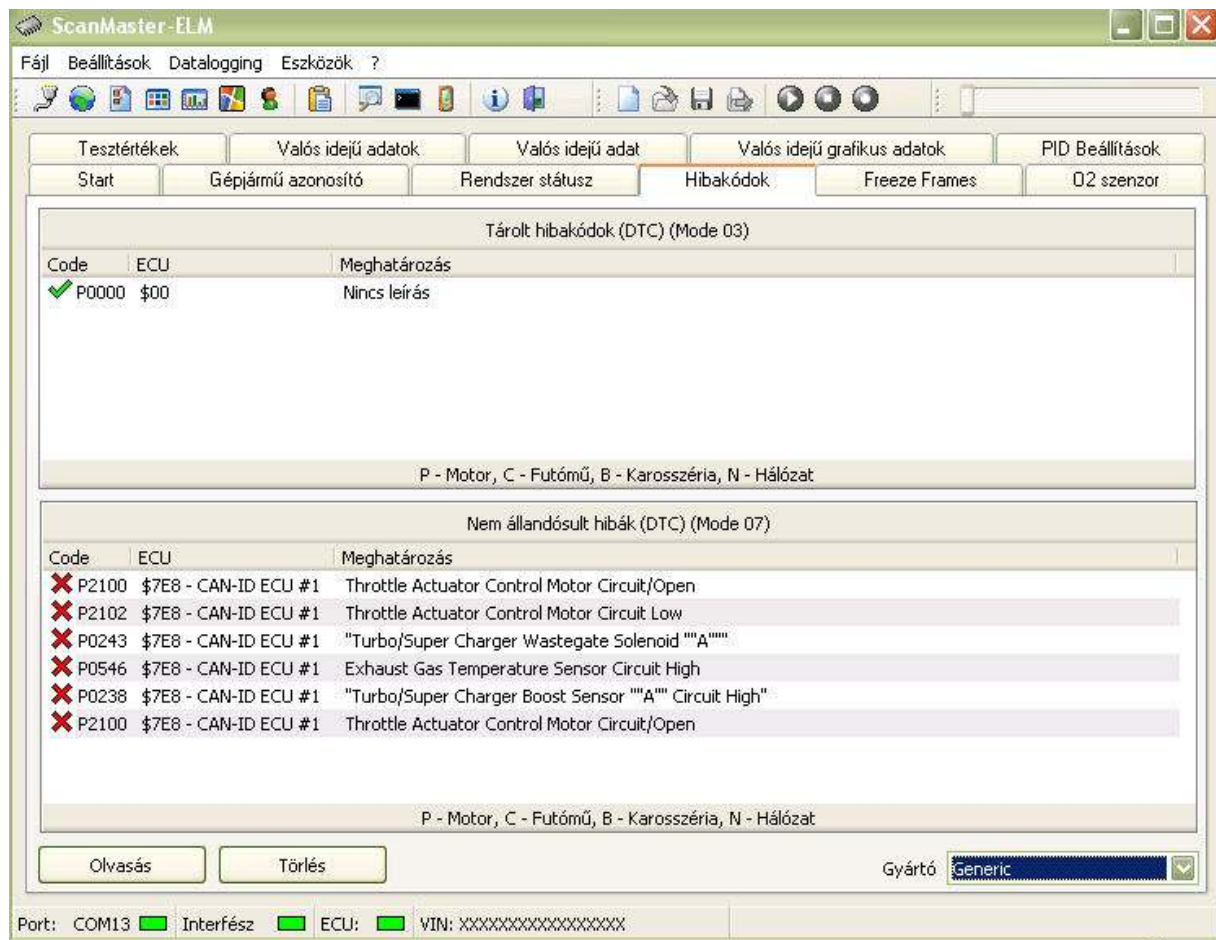 ScanMaster-ELM
Fájl Beállítások Datalogging Eszközök ?
Tesztértékek Valós idejű adatok Valós idejű adat Valós idejű grafikus adatok PID Beállítások
Start Gépjármű azonosító Rendszer státusz Hibakódok Freeze Frames O2 szenzor
Tárolt hibakódok (DTC) (Mode 03)
Code ECU Meghatározás
P0000 $00 Nincs leírás
P - Motor, C - Futómű, B - Karosszéria, N - Hálózat
Nem állandósult hibák (DTC) (Mode 07)
Code ECU Meghatározás
P2100 $7E8 - CAN-ID ECU #1 Throttle Actuator Control Motor Circuit/Open
P2102 $7E8 - CAN-ID ECU #1 Throttle Actuator Control Motor Circuit Low
P0243 $7E8 - CAN-ID ECU #1 "Turbo/Super Charger Wastegate Solenoid ""A"""
P0546 $7E8 - CAN-ID ECU #1 Exhaust Gas Temperature Sensor Circuit High
P0238 $7E8 - CAN-ID ECU #1 "Turbo/Super Charger Boost Sensor ""A"" Circuit High"
P2100 $7E8 - CAN-ID ECU #1 Throttle Actuator Control Motor Circuit/Open
P - Motor, C - Futómű, B - Karosszéria, N - Hálózat
Olvasás Törlés Gyártó Generic
Port: COM13 Interfész ECU: VIN: XXXXXXXXXXXXXXXXX